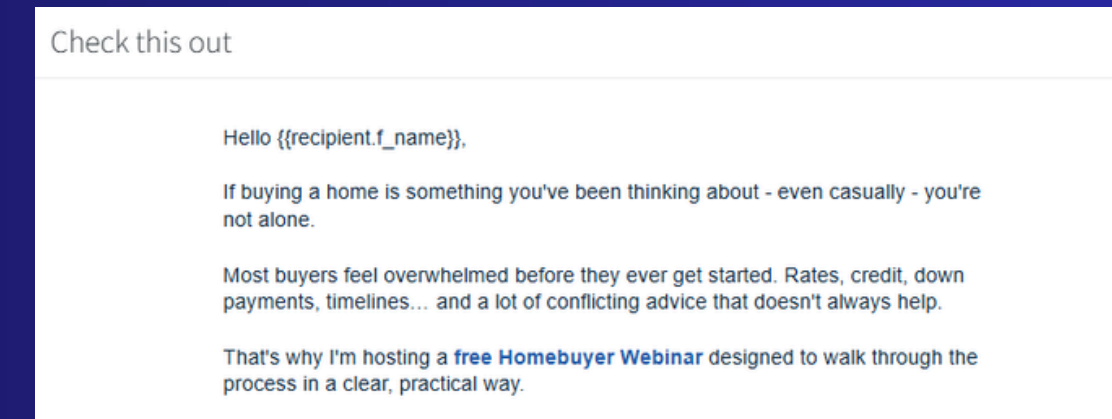 Check this out
Hello {{recipient.f_name}},
If buying a home is something you've been thinking about - even casually - you're
not alone.
Most buyers feel overwhelmed before they ever get started. Rates, credit, down
payments, timelines... and a lot of conflicting advice that doesn't always help.
That's why I'm hosting a free Homebuyer Webinar designed to walk through the
process in a clear, practical way.